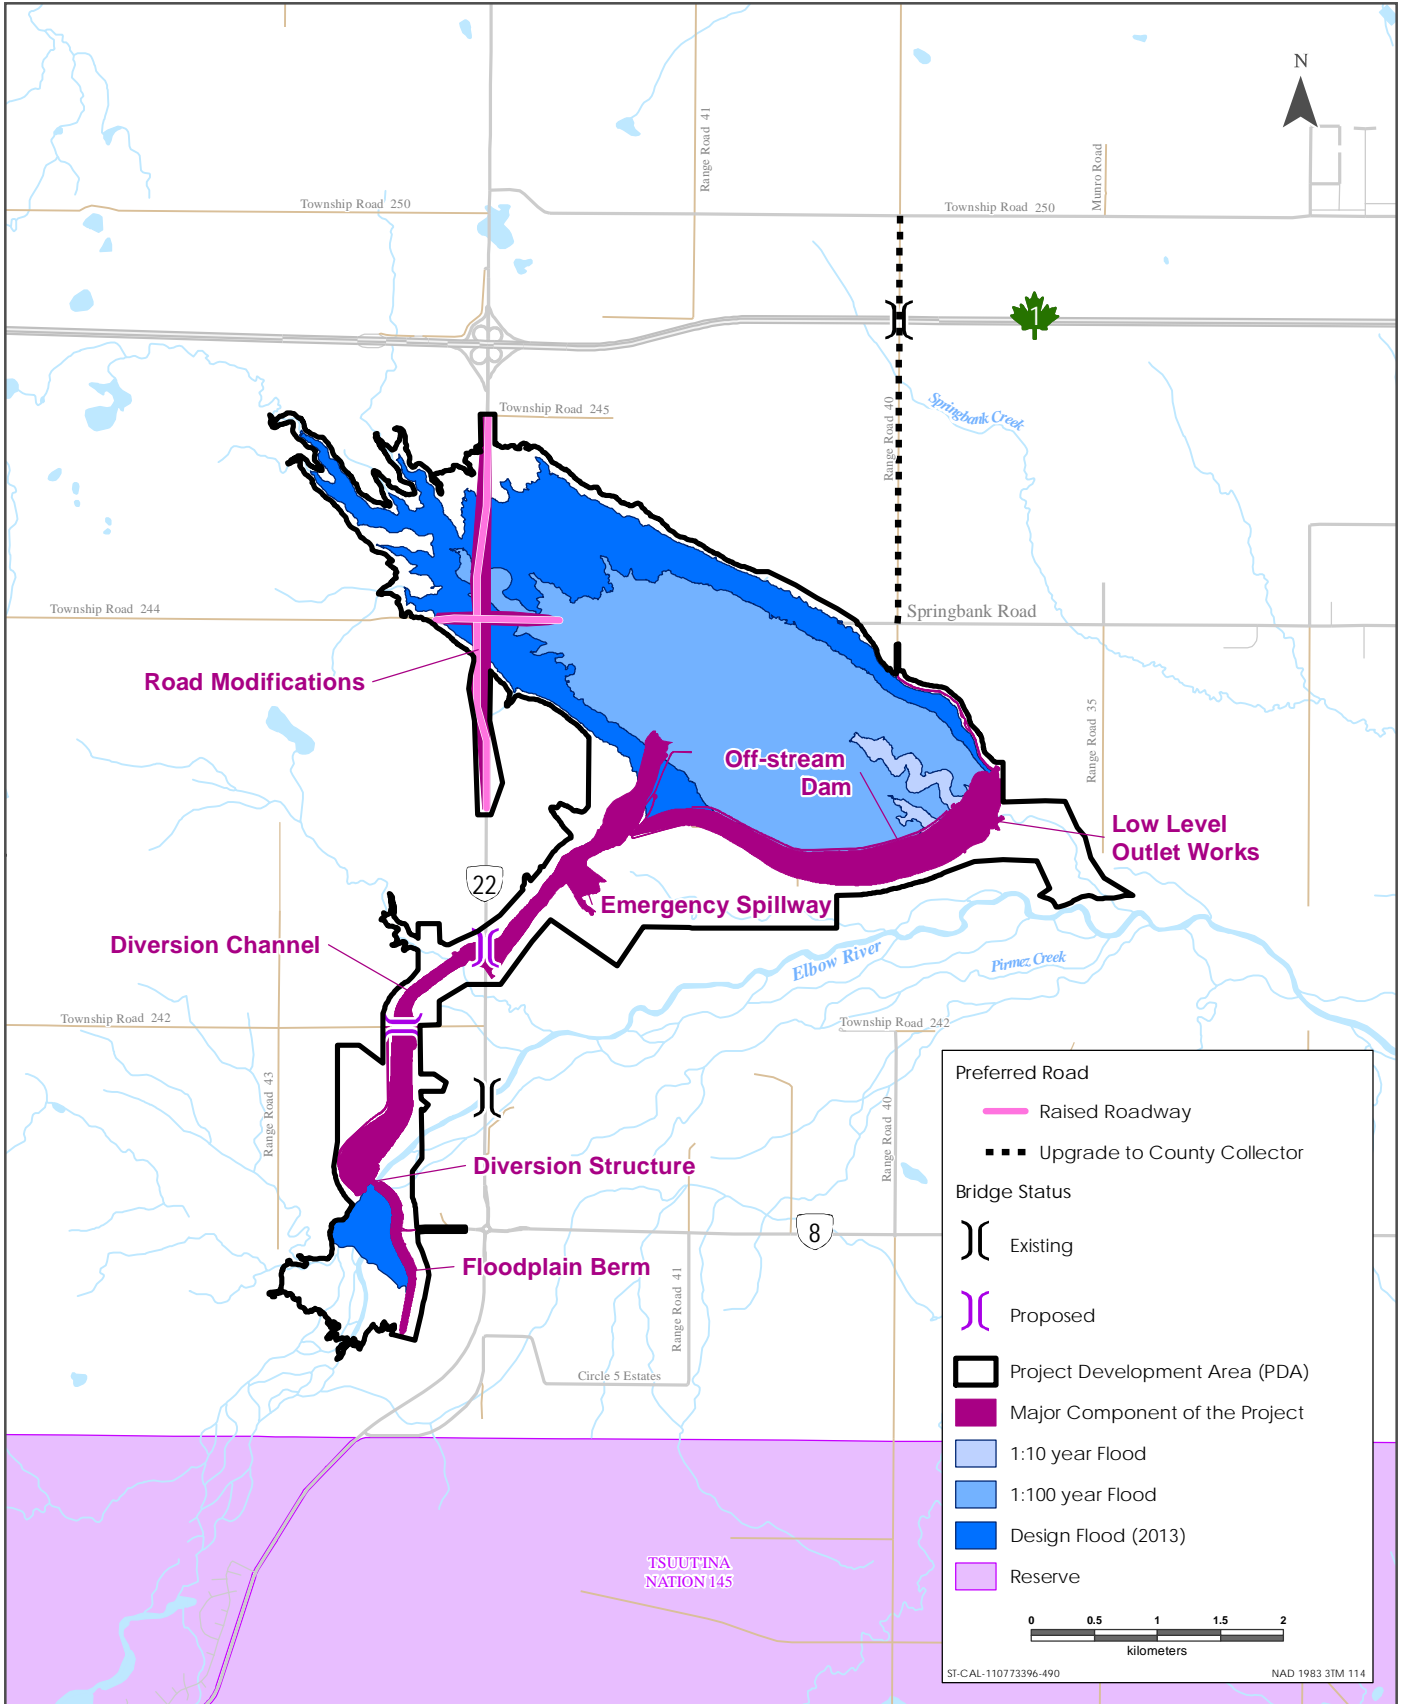 N
Range Road 41
Munro Road
Township Road 250
Township Road 250
1
Township Road 245
Range Road 40
Springbank Creek
Township Road 244
Springbank Road
Road Modifications
Range Road 35
Off-stream
Dam
Low Level
Outlet Works
22
Emergency Spillway
Diversion Channel
Elbow River
Pirmez Creek
Township Road 242
Township Road 242
Range Road 43
Range Road 40
Diversion Structure
8
Floodplain Berm
Range Road 41
Circle 5 Estates
TSUUT'INA
NATION 145
Preferred Road
Raised Roadway
Upgrade to County Collector
Bridge Status
Existing
Proposed
Project Development Area (PDA)
Major Component of the Project
1:10 year Flood
1:100 year Flood
Design Flood (2013)
Reserve
0 0.5 1 1.5 2
kilometers
ST-CAL-110773396-490 NAD 1983 3TM 114